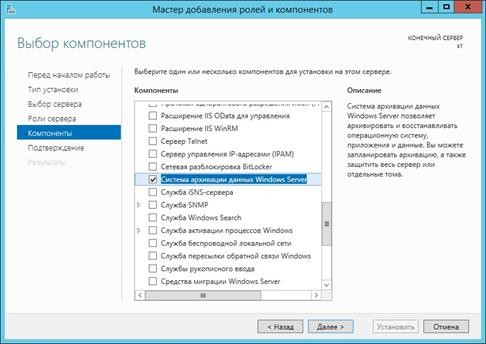 Мастер добавления ролей и компонентов
Выбор компонентов
КОНЕЧНЫЙ СЕРВЕР
s1
Перед началом работы
Тип установки
Выбор сервера
Роли сервера
Компоненты
Подтверждение
Результаты
Выберите один или несколько компонентов для установки на этом сервере.
Компоненты
Расширение IIS OData для управления
Расширение IIS WinRM
Сервер Telnet
Сервер управления IP-адресами (IPAM)
Сетевая разблокировка BitLocker
Система архивации данных Windows Server
Служба iSNS-сервера
Служба SNMP
Служба Windows Search
Служба активации процессов Windows
Служба беспроводной локальной сети
Служба пересылки обратной связи Windows
Службы рукописного ввода
Средства миграции Windows Server
Описание
Система архивации данных
Windows Server позволяет
архивировать и восстанавливать
операционную систему,
приложения и данные. Вы можете
запланировать архивацию, а также
защитить весь сервер или
отдельные тома.
< Назад
Далее >
Установить
Отмена